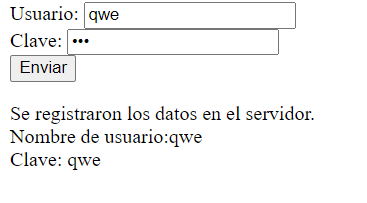 Usuario: qwe
Clave: •••
Enviar
Se registraron los datos en el servidor.
Nombre de usuario:qwe
Clave: qwe